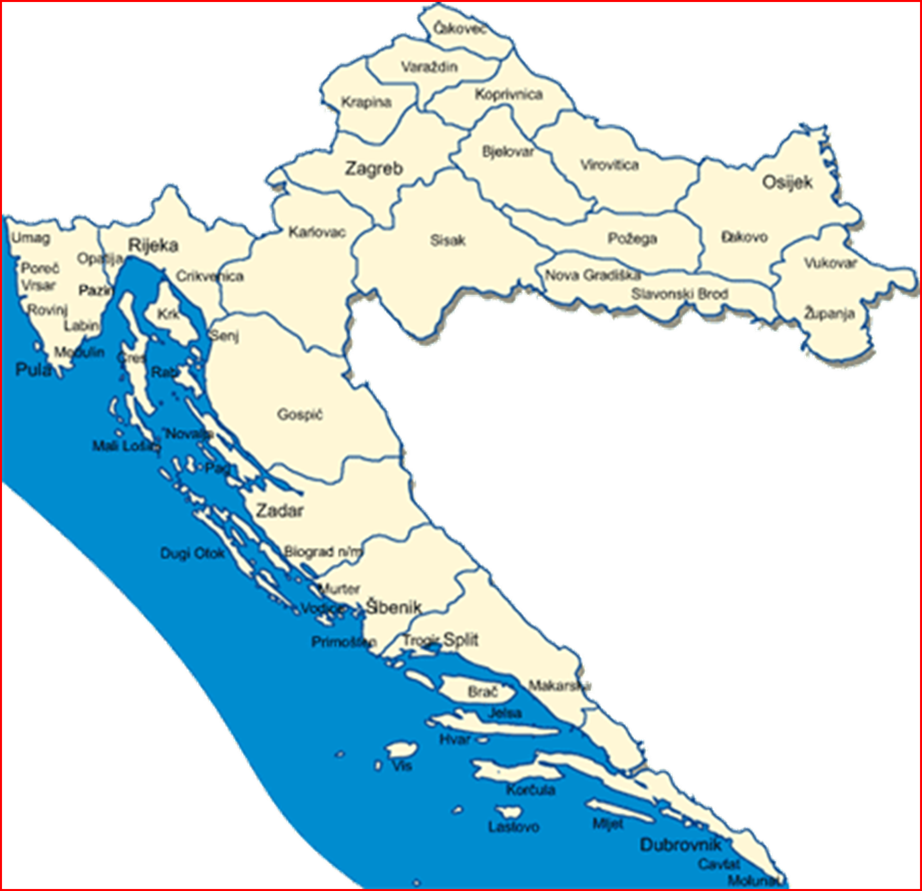 Čakovec
Varaždin
Krapina
Koprivnica
Bjelovar
Virovitica
Zagreb
Osijek
Umag
Opatija
Rijeka
Karlovac
Sisak
Požega
Đakovo
Vukovar
Poreč
Vrsar
Pazin
Crikvenica
Nova Gradiška
Slavonski Brod
Županja
Rovinj
Labin
Krk
Senj
Medulin
Pula
Cres
Rab
Gospić
Novalja
Mali Lošinj
Pag
Zadar
Dugi Otok
Biograd n/m
Murter
Vodice
Šibenik
Primošten
Trogir
Split
Brač
Makarska
Jelsa
Hvar
Vis
Korčula
Lastovo
Mljet
Dubrovnik
Cavtat
Molunat